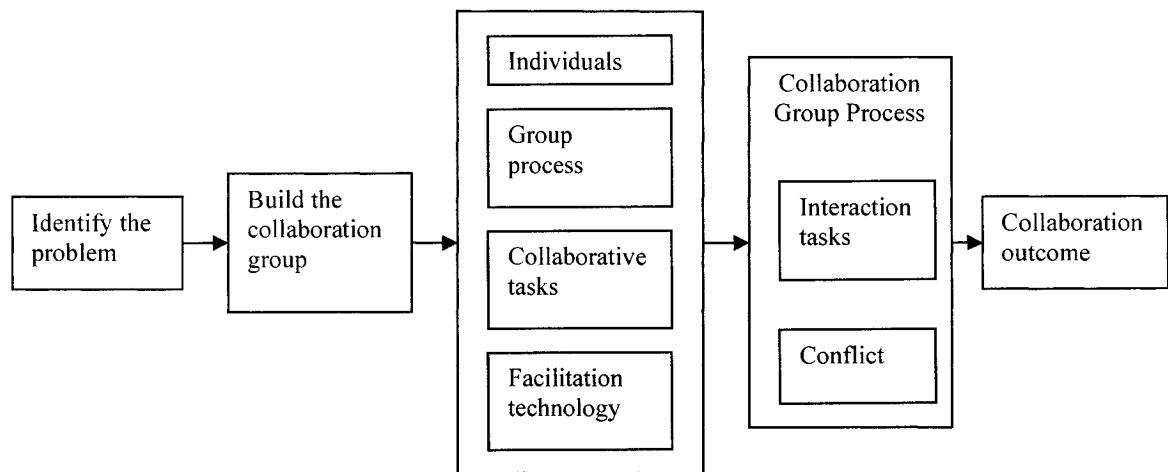 Identify the
problem
Build the
collaboration
group
Individuals
Group
process
Collaborative
tasks
Facilitation
technology
Collaboration
Group Process
Interaction
tasks
Conflict
Collaboration
outcome